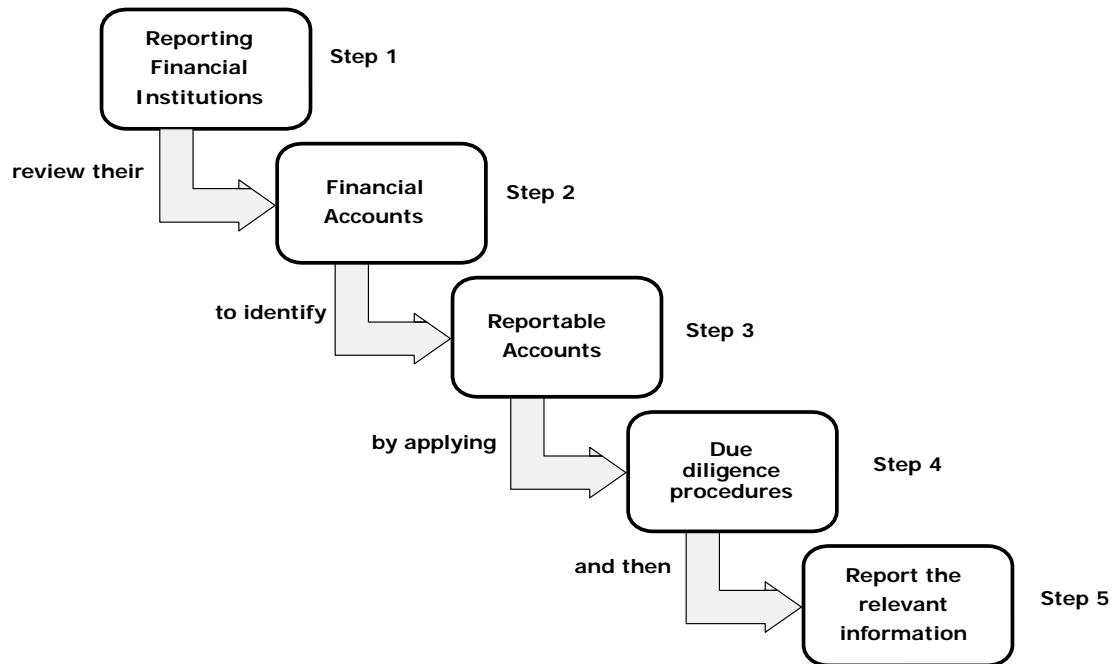 Reporting
Financial
Institutions
Step 1
review their
Financial
Accounts
Step 2
to identify
Reportable
Accounts
Step 3
by applying
Due
diligence
procedures
Step 4
and then
Report the
relevant
information
Step 5